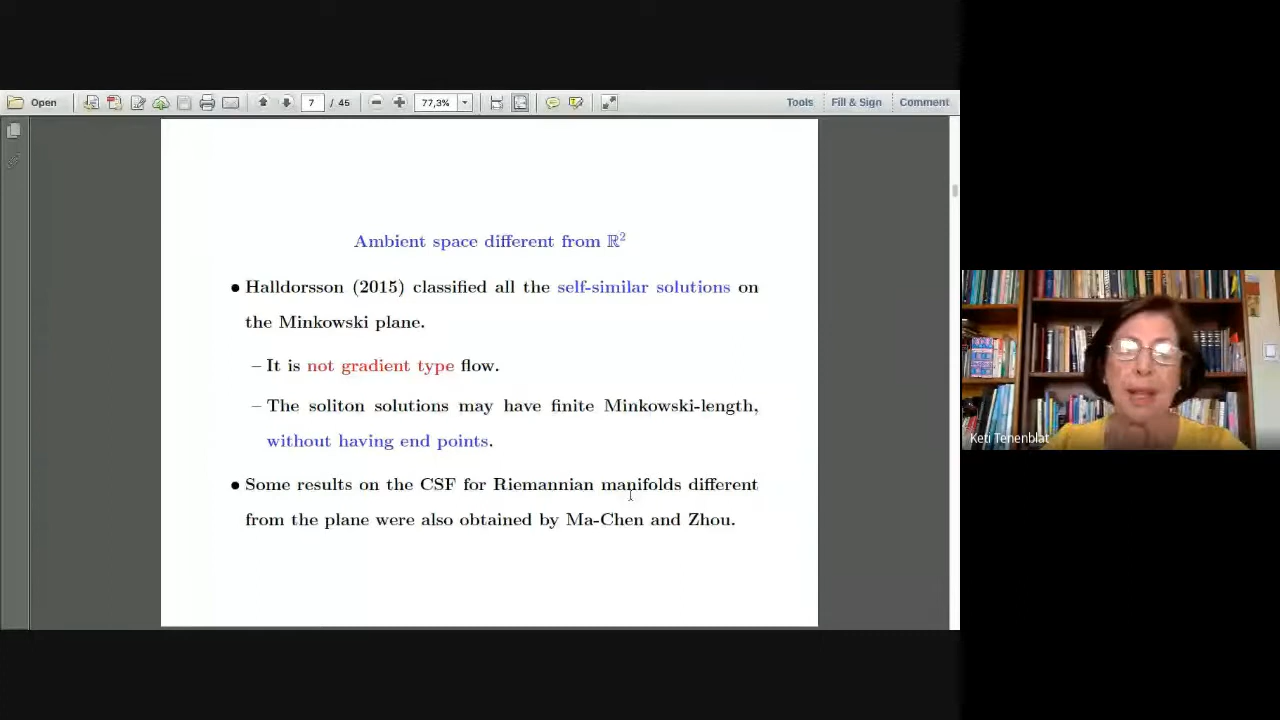 Open 7 / 45 77,3% Tools Fill & Sign Comment
Ambient space different from ℝ²
● Halldorsson (2015) classified all the self-similar solutions on
the Minkowski plane.
– It is not gradient type flow.
– The soliton solutions may have finite Minkowski-length,
without having end points.
● Some results on the CSF for Riemannian manifolds different
from the plane were also obtained by Ma-Chen and Zhou.
Keti Tenenblat